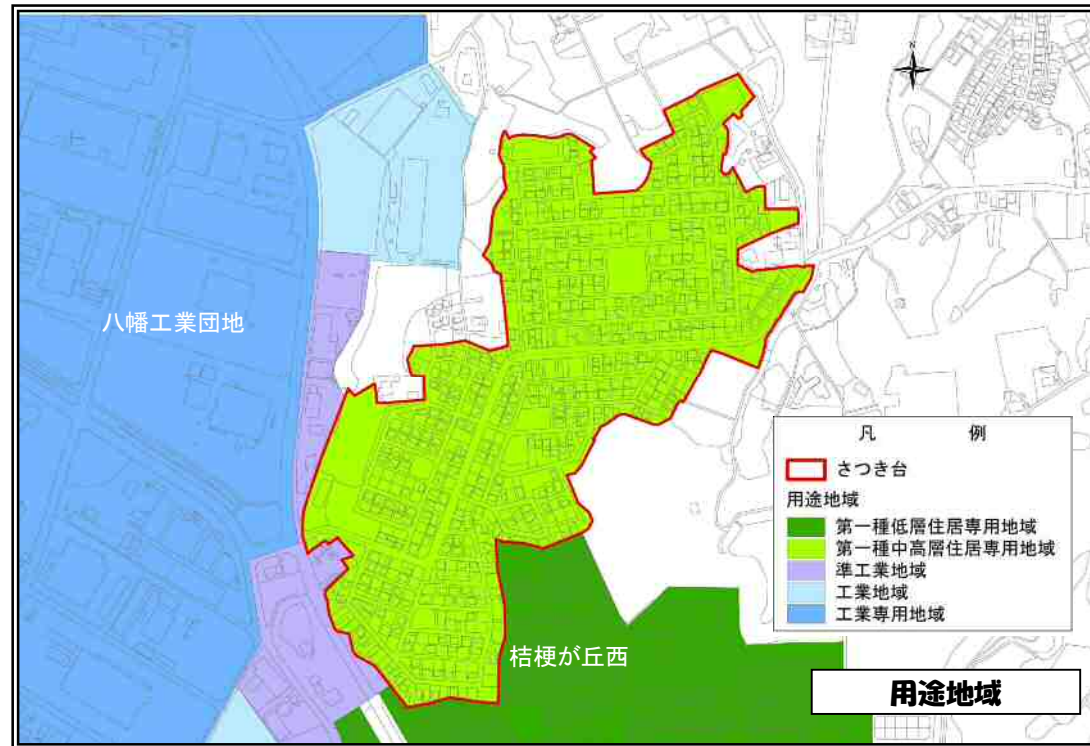 N
八幡工業団地
凡 例
さつき台
用途地域
第一種低層住居専用地域
第一種中高層住居専用地域
準工業地域
工業地域
工業専用地域
桔梗が丘西
用途地域